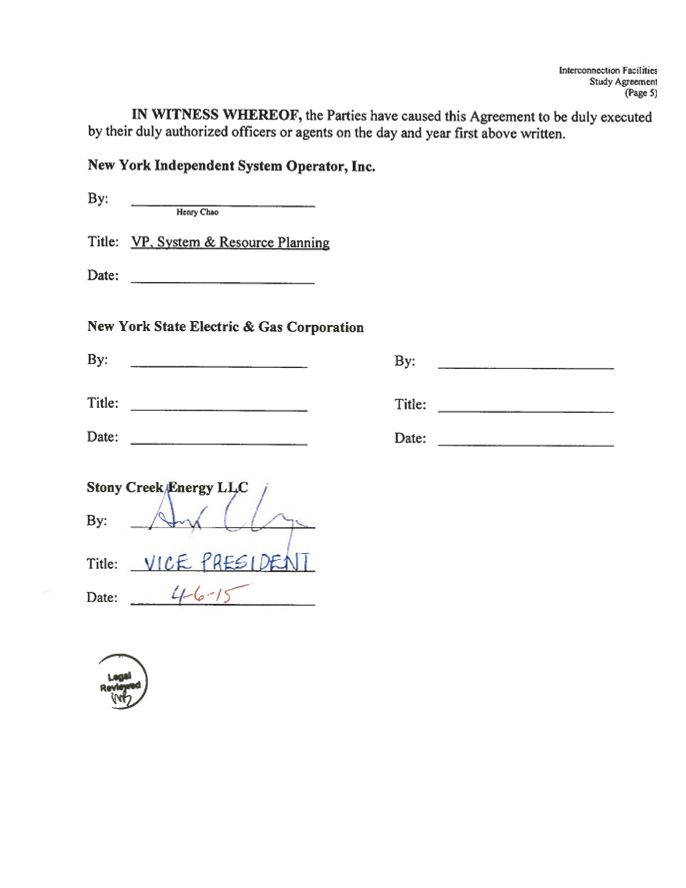 Interconnection Facilities
Study Agreement
(Page 5)
IN WITNESS WHEREOF, the Parties have caused this Agreement to be duly executed
by their duly authorized officers or agents on the day and year first above written.
New York Independent System Operator, Inc.
By:
Henry Chao
Title: VP, System & Resource Planning
Date:
New York State Electric & Gas Corporation
By: By:
Title: Title:
Date: Date:
Stony Creek Energy LLC
By:
Title: VICE PRESIDENT
Date: 4-6-15
Legal
Reviewed